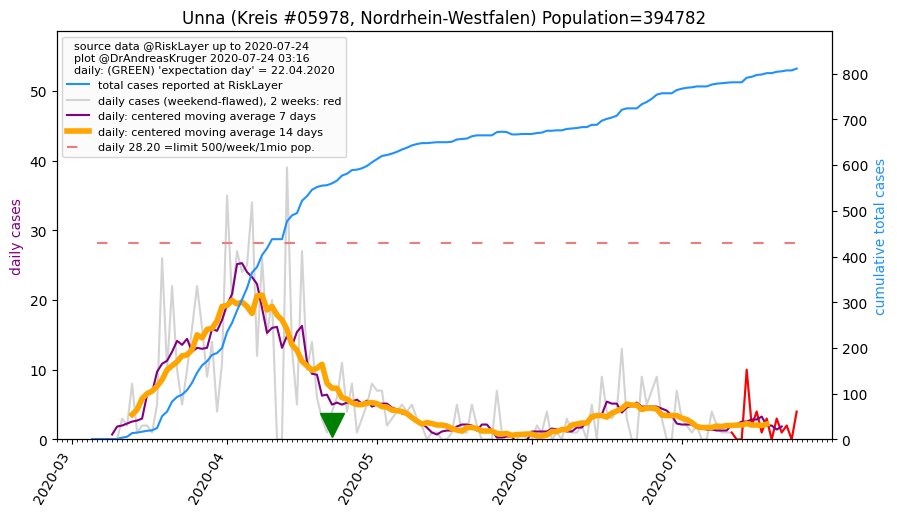 Unna (Kreis #05978, Nordrhein-Westfalen) Population=394782
source data @RiskLayer up to 2020-07-24
plot @DrAndreasKruger 2020-07-24 03:16
daily: (GREEN) 'expectation day' = 22.04.2020
total cases reported at RiskLayer
daily cases (weekend-flawed), 2 weeks: red
daily: centered moving average 7 days
daily: centered moving average 14 days
daily 28.20 =limit 500/week/1mio pop.
daily cases
50
40
30
20
10
0
cumulative total cases
800
700
600
500
400
300
200
100
0
2020-03
2020-04
2020-05
2020-06
2020-07